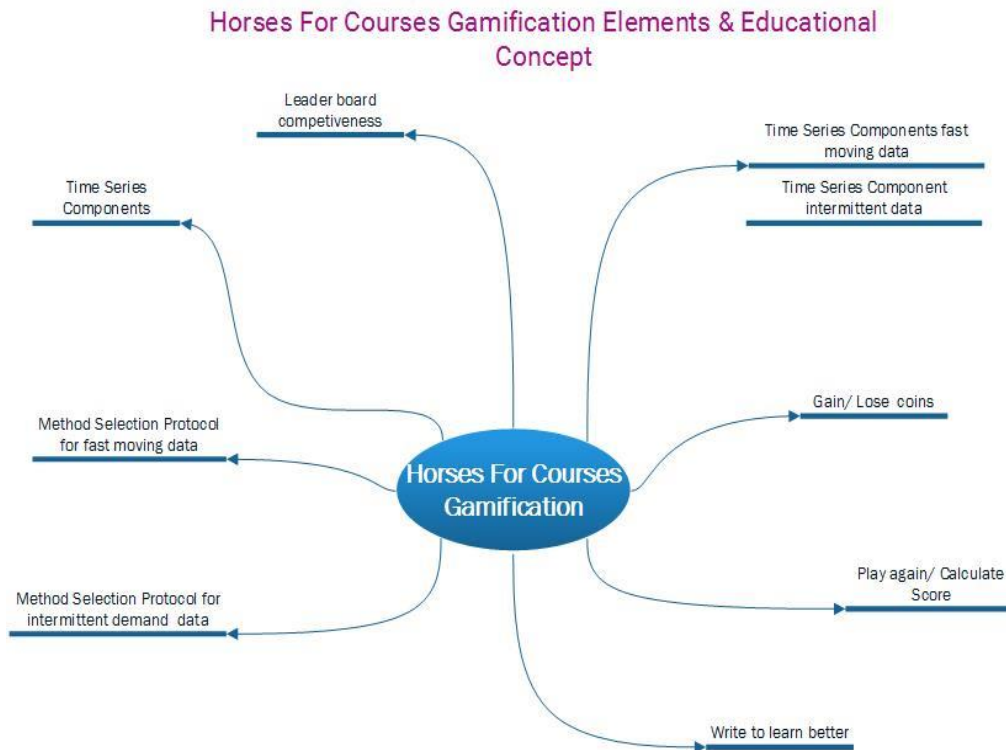 Horses For Courses Gamification Elements & Educational
Concept
Leader board
competiveness
Time Series Components fast
moving data
Time Series
Components
Time Series Component
intermittent data
Gain/ Lose coins
Method Selection Protocol
for fast moving data
Horses For Courses
Gamification
Play again/ Calculate
Score
Method Selection Protocol for
intermittent demand data
Write to learn better